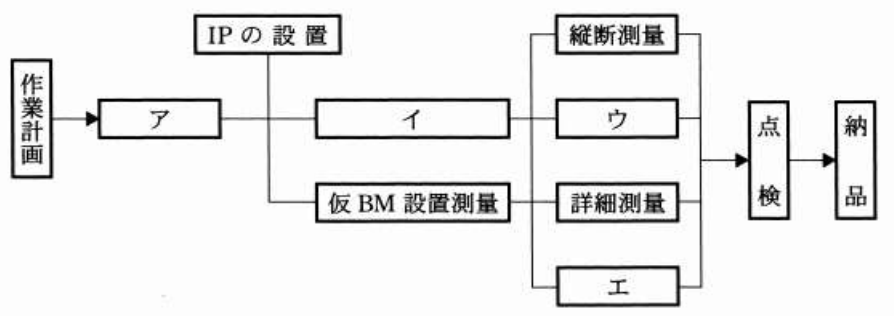 作業計画
ア
IPの設置
イ
仮BM設置測量
縦断測量
ウ
詳細測量
エ
点検
納品